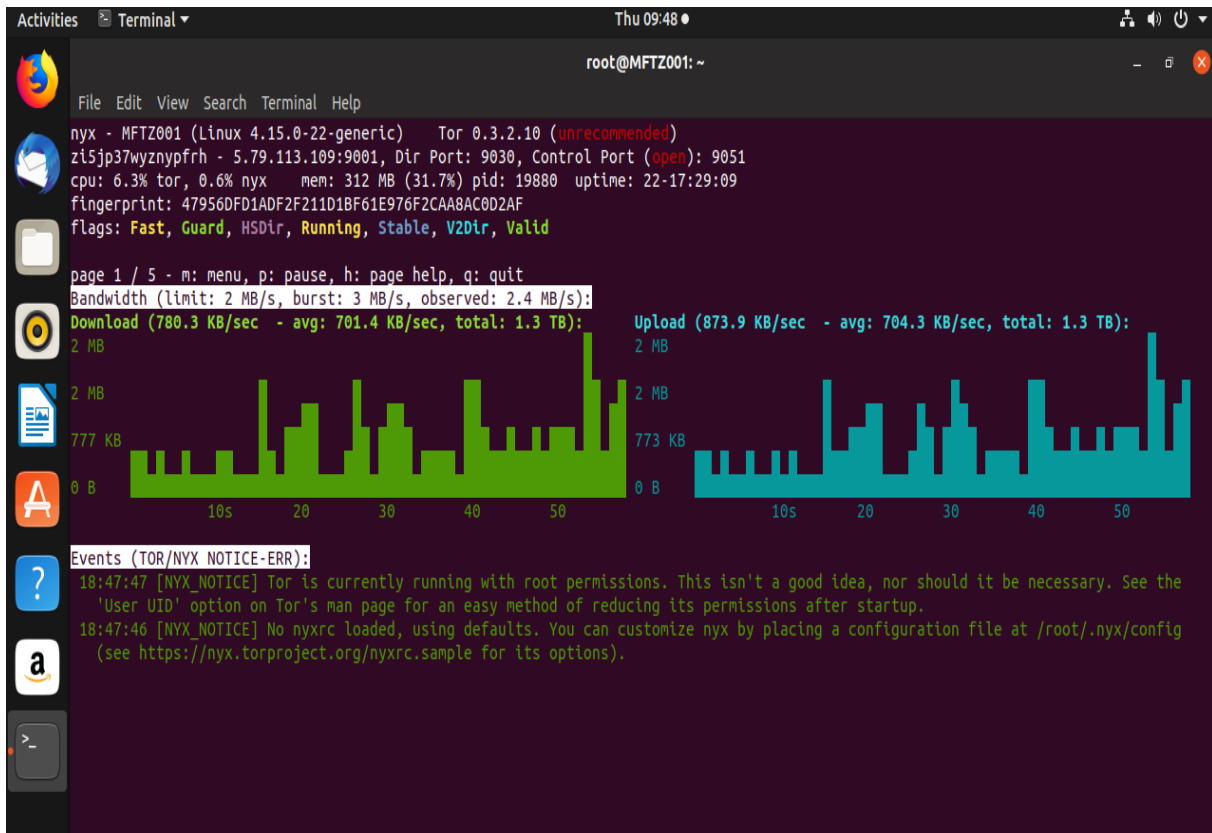 Activities Terminal Thu 09:48
root@MFTZ001: ~
File Edit View Search Terminal Help
nyx - MFTZ001 (Linux 4.15.0-22-generic) Tor 0.3.2.10 (unrecommended)
zi5jp37wyznypfrh - 5.79.113.109:9001, Dir Port: 9030, Control Port (open): 9051
cpu: 6.3% tor, 0.6% nyx mem: 312 MB (31.7%) pid: 19880 uptime: 22-17:29:09
fingerprint: 47956DFD1ADF2F211D1BF61E976F2CAA8AC0D2AF
flags: Fast, Guard, HSDir, Running, Stable, V2Dir, Valid
page 1 / 5 - m: menu, p: pause, h: page help, q: quit
Bandwidth (limit: 2 MB/s, burst: 3 MB/s, observed: 2.4 MB/s):
Download (780.3 KB/sec - avg: 701.4 KB/sec, total: 1.3 TB): Upload (873.9 KB/sec - avg: 704.3 KB/sec, total: 1.3 TB):
2 MB 2 MB
2 MB 2 MB
777 KB 773 KB
0 B 0 B
10s 20 30 40 50 10s 20 30 40 50
Events (TOR/NYX NOTICE-ERR):
18:47:47 [NYX_NOTICE] Tor is currently running with root permissions. This isn't a good idea, nor should it be necessary. See the
'User UID' option on Tor's man page for an easy method of reducing its permissions after startup.
18:47:46 [NYX_NOTICE] No nyxrc loaded, using defaults. You can customize nyx by placing a configuration file at /root/.nyx/config
(see https://nyx.torproject.org/nyxrc.sample for its options).